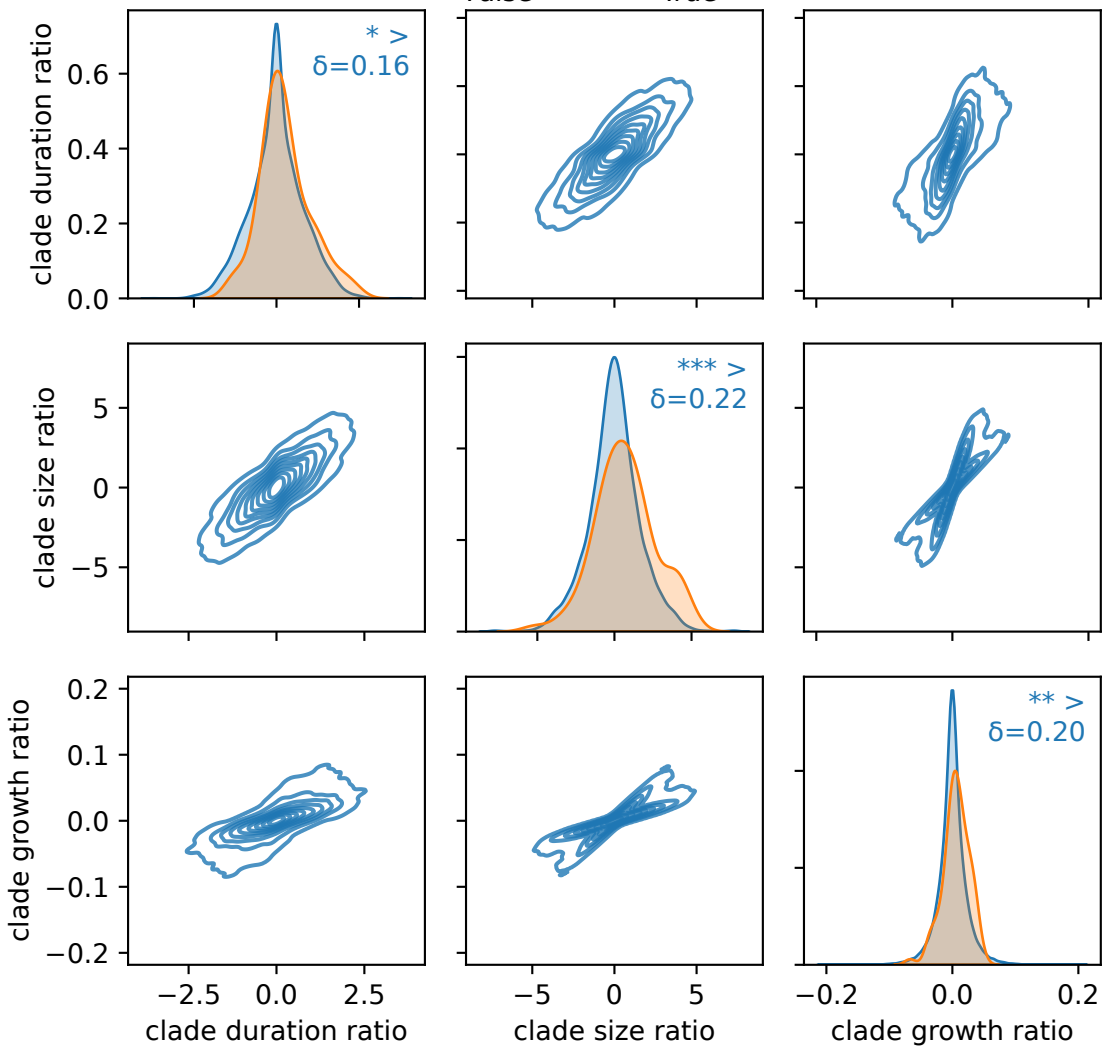 clade duration ratio
0.6
0.4
0.2
0.0
* >
δ=0.16
clade size ratio
5
0
−5
*** >
δ=0.22
clade growth ratio
0.2
0.1
0.0
−0.1
−0.2
** >
δ=0.20
−2.5 0.0 2.5
−5 0 5
−0.2 0.0 0.2
clade duration ratio
clade size ratio
clade growth ratio